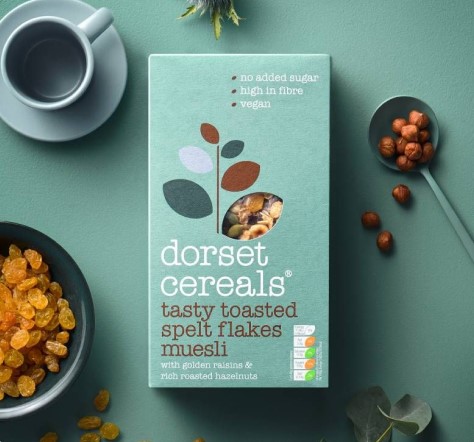 no added sugar
high in fibre
vegan
dorset
cereals®
tasty toasted
spelt flakes
muesli
with golden raisins &
rich roasted hazelnuts